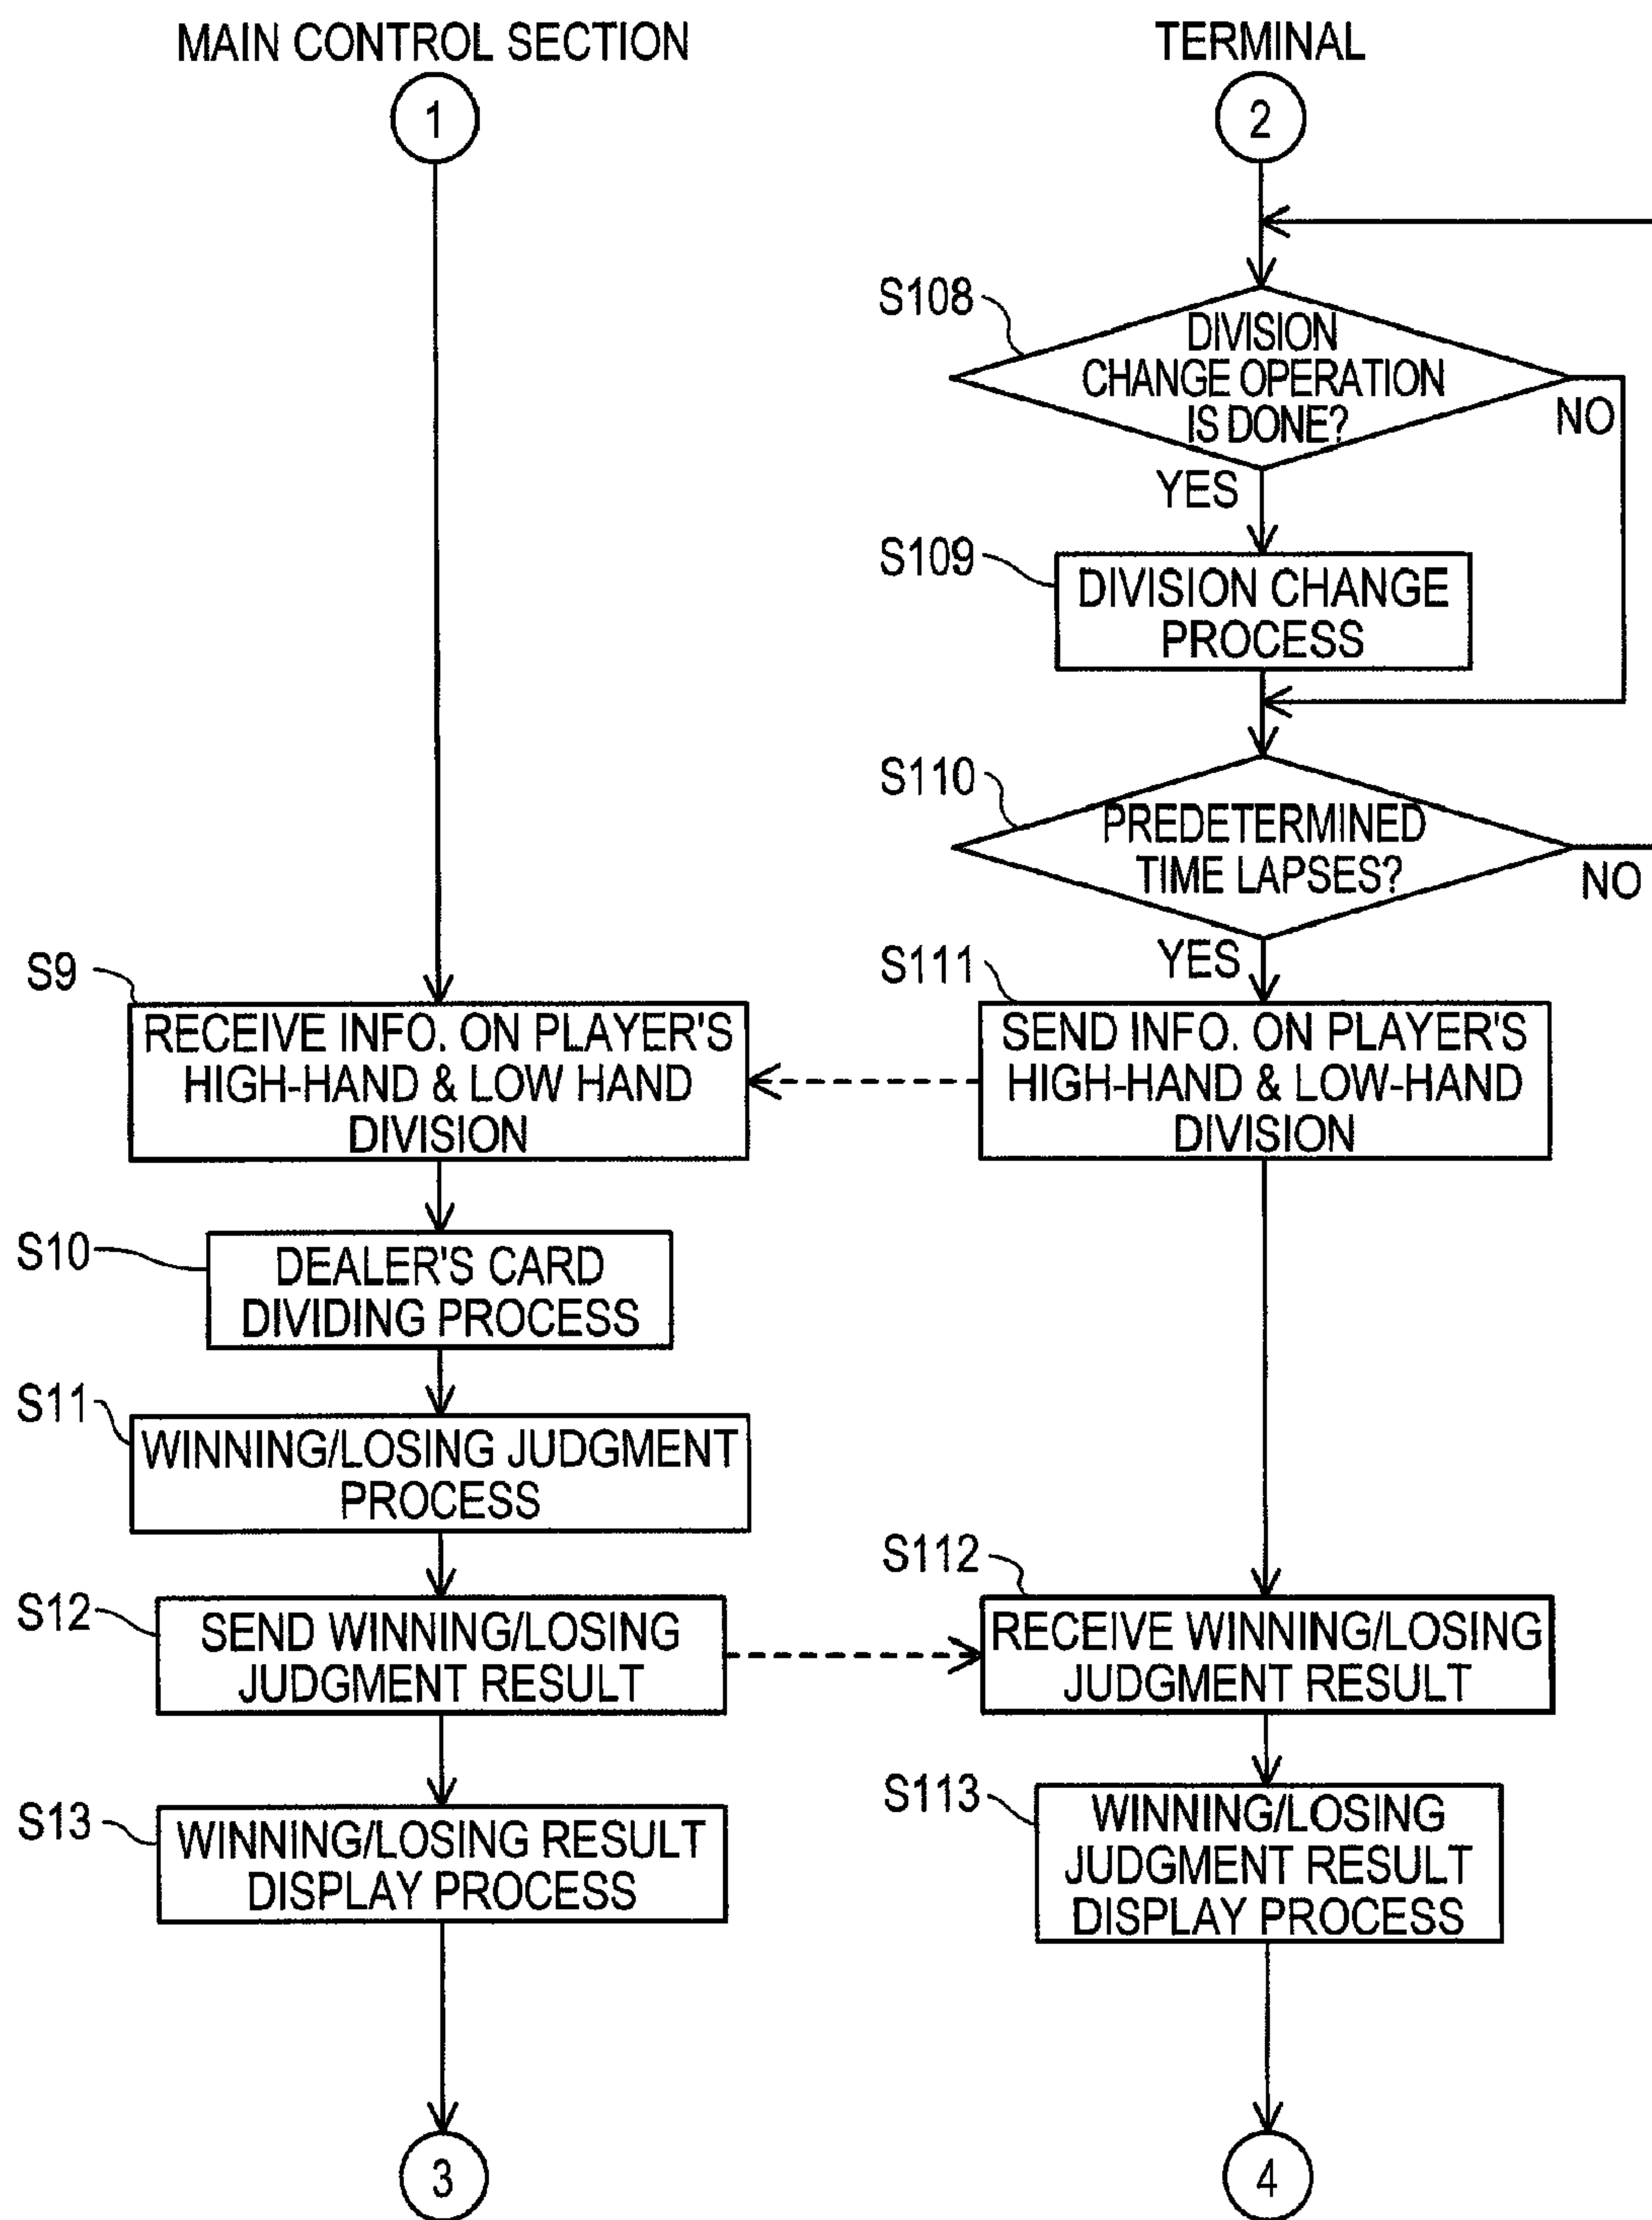 MAIN CONTROL SECTION
1
S9
RECEIVE INFO. ON PLAYER'S
HIGH-HAND & LOW HAND
DIVISION
S10
DEALER'S CARD
DIVIDING PROCESS
S11
WINNING/LOSING JUDGMENT
PROCESS
S12
SEND WINNING/LOSING
JUDGMENT RESULT
S13
WINNING/LOSING RESULT
DISPLAY PROCESS
3
TERMINAL
2
S108
DIVISION
CHANGE OPERATION
IS DONE?
NO
YES
S109
DIVISION CHANGE
PROCESS
S110
PREDETERMINED
TIME LAPSES?
NO
YES
S111
SEND INFO. ON PLAYER'S
HIGH-HAND & LOW-HAND
DIVISION
S112
RECEIVE WINNING/LOSING
JUDGMENT RESULT
S113
WINNING/LOSING
JUDGMENT RESULT
DISPLAY PROCESS
4